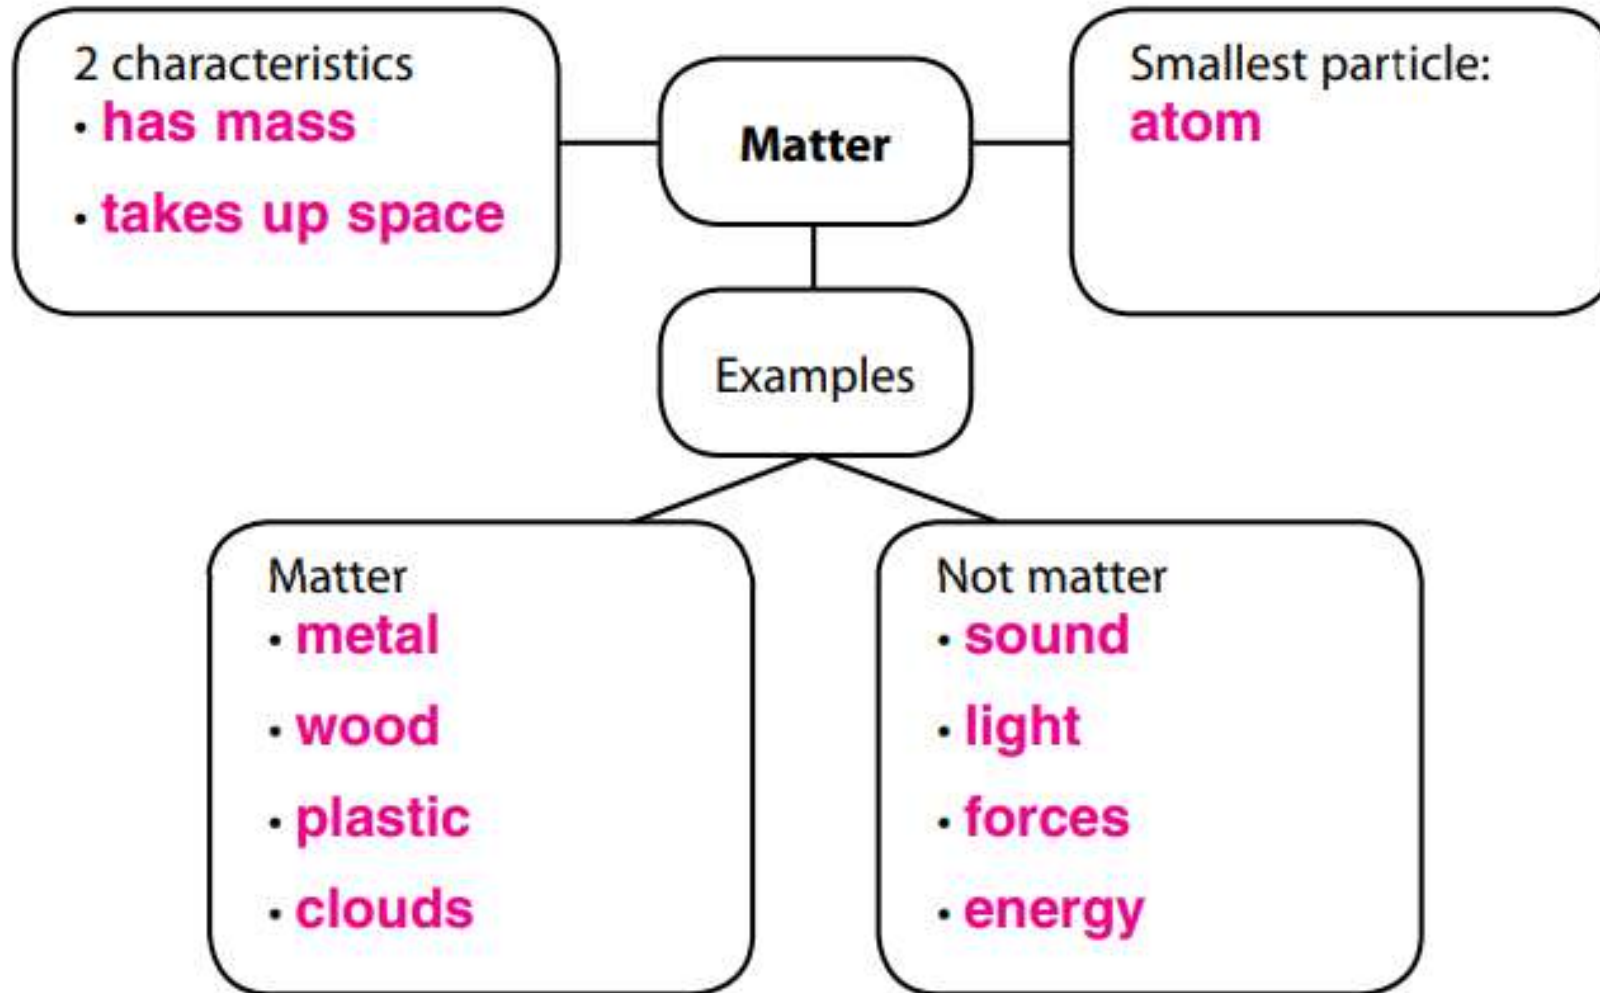 2 characteristics
· has mass
· takes up space
Matter
Smallest particle:
atom
Examples
Matter
· metal
· wood
· plastic
· clouds
Not matter
· sound
· light
· forces
· energy